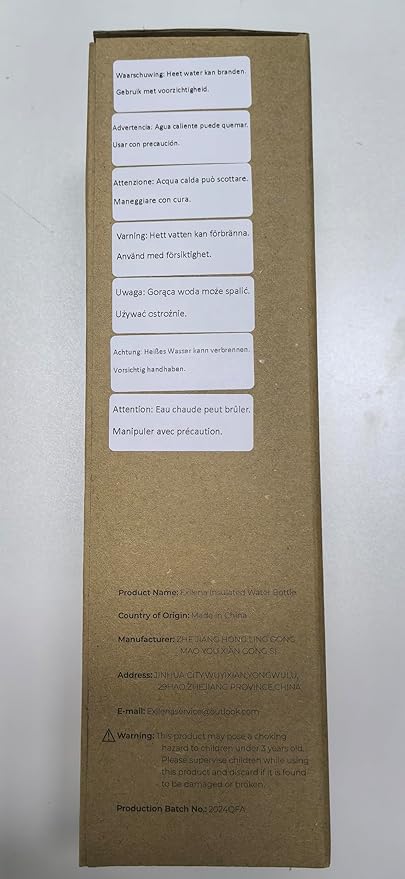 Waarschuwing: Heet water kan branden.
Gebruik met voorzichtigheid.
Advertencia: Agua caliente puede quemar.
Usar con precaución.
Attenzione: Acqua calda può scottare.
Maneggiare con cura.
Varning: Hett vatten kan förbränna.
Använd med försiktighet.
Uwaga: Gorąca woda może spalić.
Używać ostrożnie.
Achtung: Heißes Wasser kann verbrennen.
Vorsichtig handhaben.
Attention: Eau chaude peut brûler.
Manipuler avec précaution.
Product Name: Exilena Insulated Water Bottle
Country of Origin: Made in China
Manufacturer: ZHE JIANG HONG LING GONG
MAO YOU XIAN GONG SI
Address: JINHUA CITY,WUYIXIAN,YONGWULU,
29HAO,ZHEJIANG PROVINCE,CHINA
E-mail: Exilenaservice@outlook.com
Warning: This product may pose a choking
hazard to children under 3 years old.
Please supervise children while using
this product and discard if it is found
to be damaged or broken.
Production Batch No.: 2024QFA